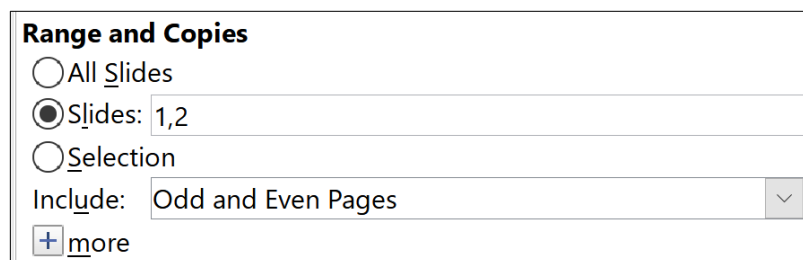 Range and Copies
All Slides
Slides: 1,2
Selection
Include: Odd and Even Pages
more